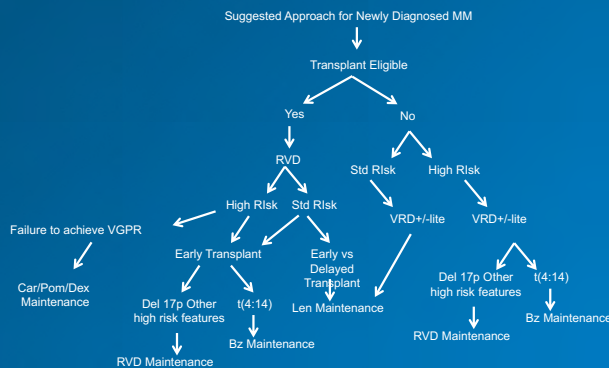 Suggested Approach for Newly Diagnosed MM
Transplant Eligible
Yes
No
RVD
Std RIsk
High RIsk
High RIsk
Std RIsk
VRD+/-lite
VRD+/-lite
Failure to achieve VGPR
Early Transplant
Early vs
Delayed
Transplant
Car/Pom/Dex
Maintenance
Del 17p Other
high risk features
t(4:14)
Len Maintenance
Del 17p Other
high risk features
t(4:14)
Bz Maintenance
Bz Maintenance
RVD Maintenance
RVD Maintenance